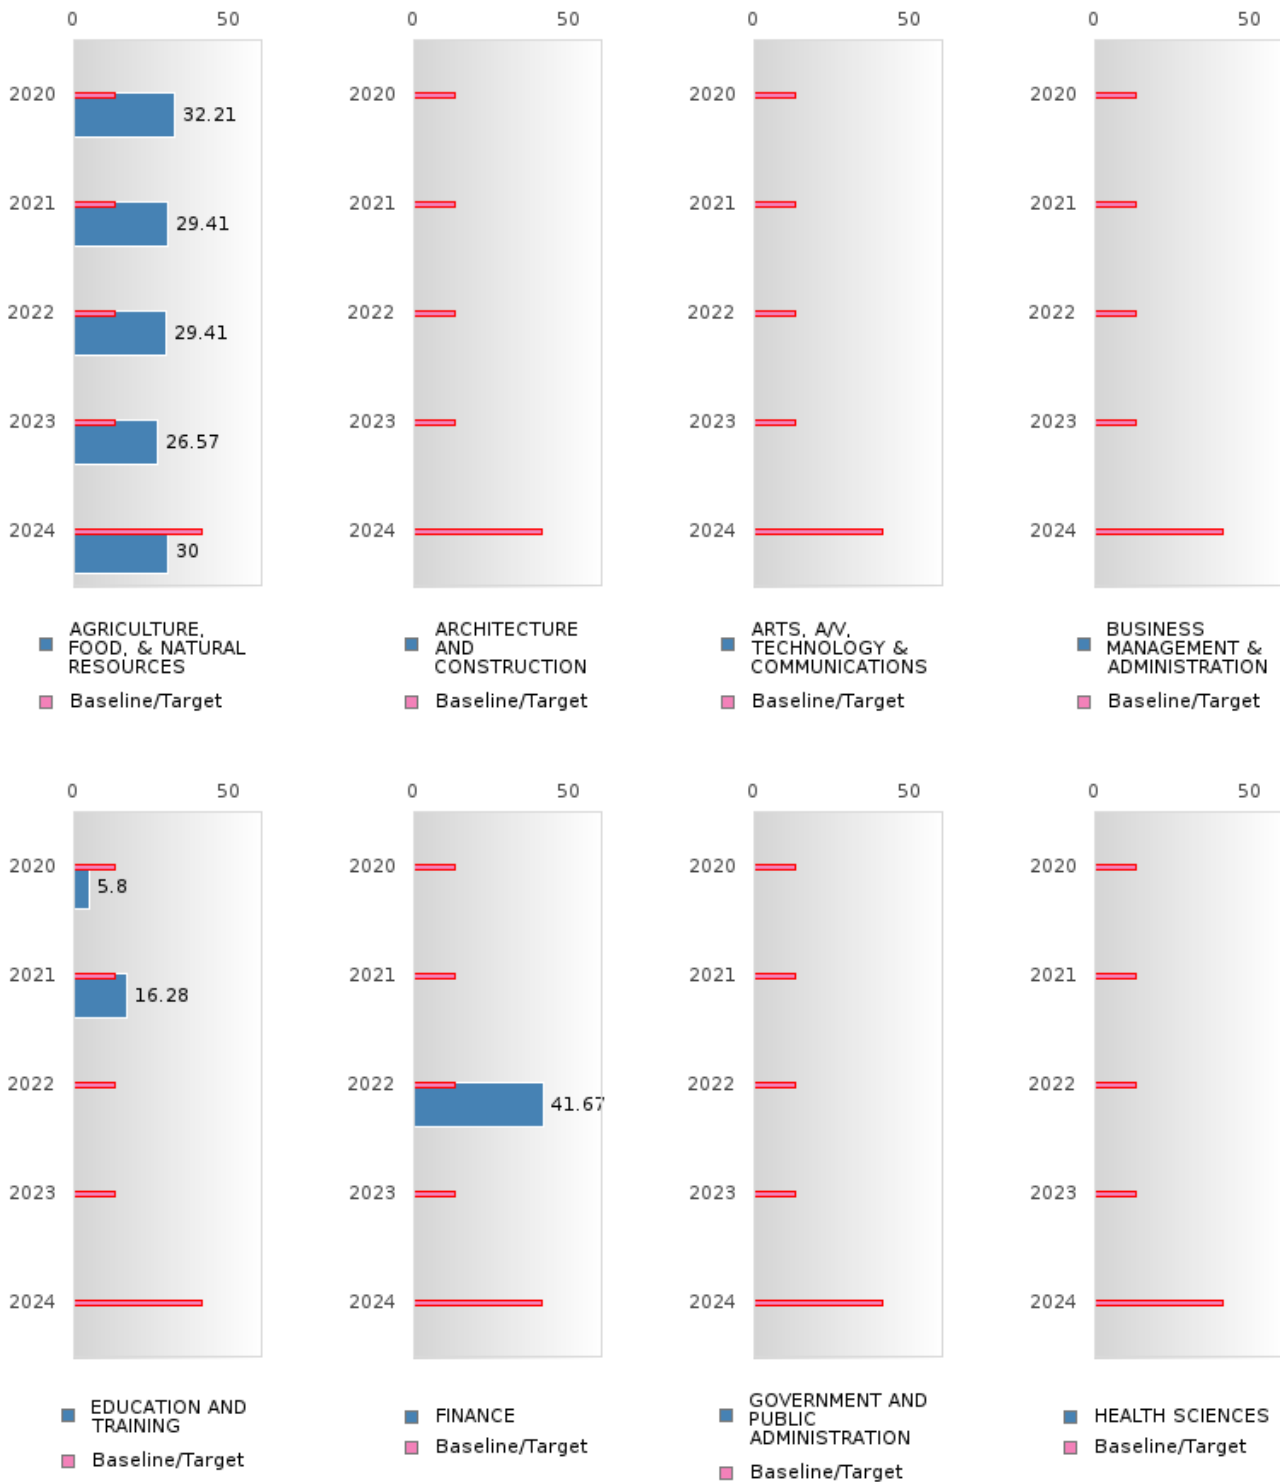 0 50 0 50 0 50 0 50
2020 32.21 2020 2020 2020
2021 29.41 2021 2021 2021
2022 29.41 2022 2022 2022
2023 26.57 2023 2023 2023
2024 30 2024 2024 2024
AGRICULTURE, FOOD, & NATURAL RESOURCES
Baseline/Target
ARCHITECTURE AND CONSTRUCTION
Baseline/Target
ARTS, A/V, TECHNOLOGY & COMMUNICATIONS
Baseline/Target
BUSINESS MANAGEMENT & ADMINISTRATION
Baseline/Target
0 50 0 50 0 50 0 50
2020 5.8 2020 2020 2020
2021 16.28 2021 2021 2021
2022 2022 41.67 2022 2022
2023 2023 2023 2023
2024 2024 2024 2024
EDUCATION AND TRAINING
Baseline/Target
FINANCE
Baseline/Target
GOVERNMENT AND PUBLIC ADMINISTRATION
Baseline/Target
HEALTH SCIENCES
Baseline/Target